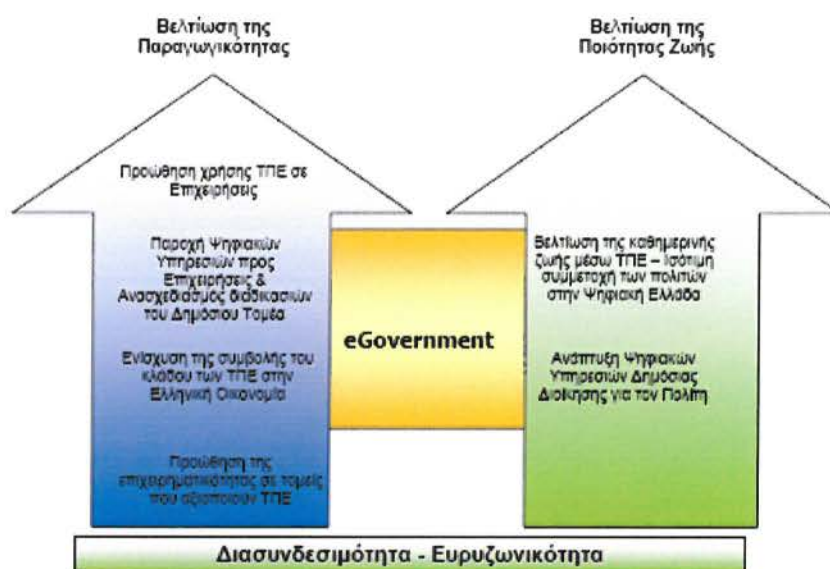 Βελτίωση της
Παραγωγικότητας
Προώθηση χρήσης ΤΠΕ σε
Επιχειρήσεις
Παροχή Ψηφιακών
Υπηρεσιών προς
Επιχειρήσεις &
Ανασχεδιασμός διαδικασιών
του Δημόσιου Τομέα
Ενίσχυση της συμβολής του
κλάδου των ΤΠΕ στην
Ελληνική Οικονομία
Προώθηση της
επιχειρηματικότητας σε τομείς
που αξιοποιούν ΤΠΕ
eGovernment
Βελτίωση της
Ποιότητας Ζωής
Βελτίωση της καθημερινής
ζωής μέσω ΤΠΕ – Ισότιμη
συμμετοχή των πολιτών
στην Ψηφιακή Ελλάδα
Ανάπτυξη Ψηφιακών
Υπηρεσιών Δημόσιας
Διοίκησης για τον Πολίτη
Διασυνδεσιμότητα - Ευρυζωνικότητα